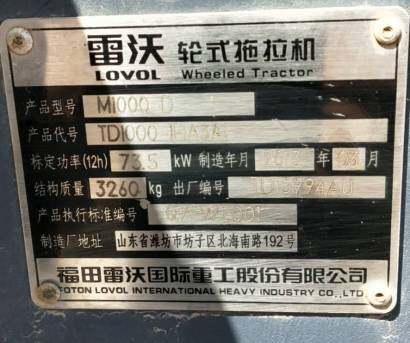 雷沃 轮式拖拉机
LOVOL Wheeled Tractor
产品型号 M1000-D
产品代号 TD1000
标定功率(12h) 73.5 kW 制造年月 年 月
结构质量 3260 kg 出厂编号
产品执行标准编号
制造厂地址 山东省潍坊市坊子区北海南路192号
福田雷沃国际重工股份有限公司
FOTON LOVOL INTERNATIONAL HEAVY INDUSTRY CO.,LTD.